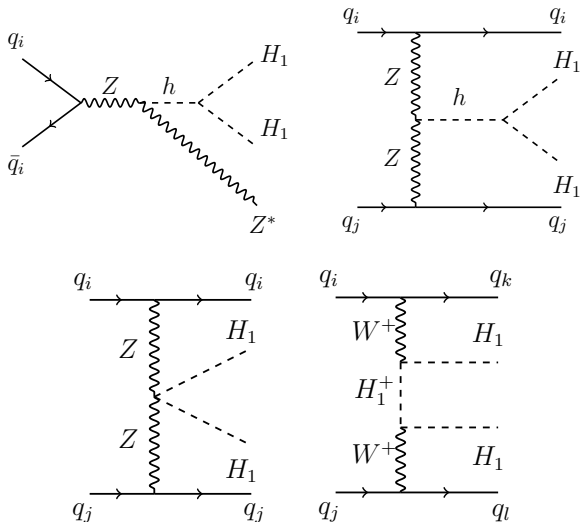 q_i
Z
h
H_1
H_1
q̄_i
Z*
q_i
q_i
Z
h
H_1
Z
H_1
q_j
q_j
q_i
q_i
Z
H_1
Z
H_1
q_j
q_j
q_i
q_k
W^+
H_1
H_1^+
W^+
H_1
q_j
q_l